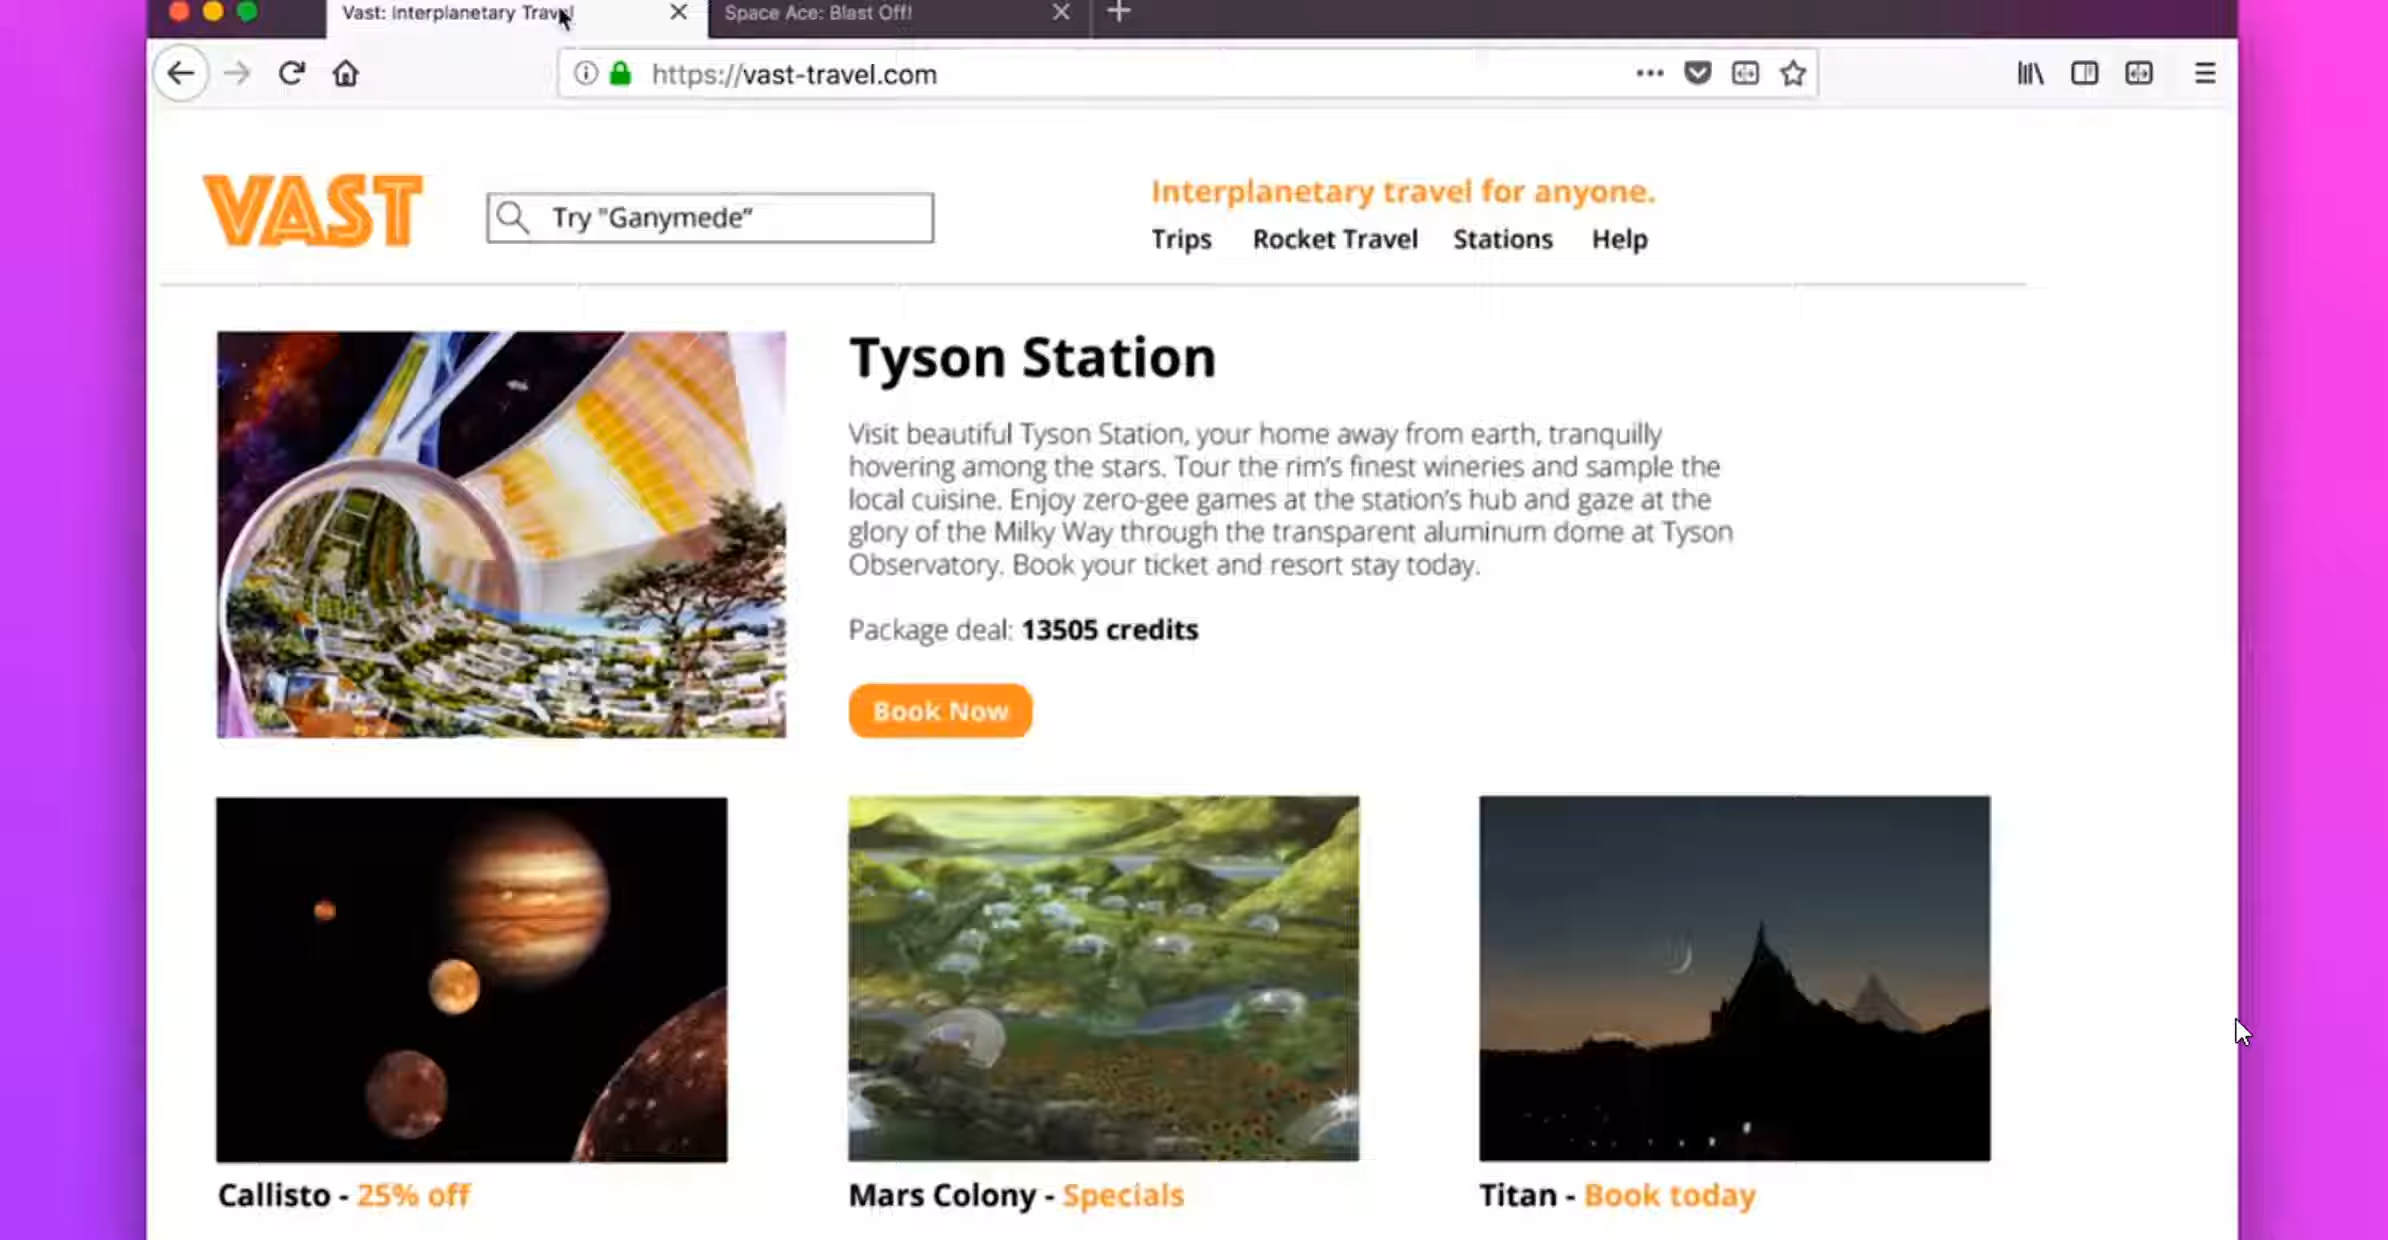 Vast: Interplanetary Travel
Space Ace: Blast Off!
https://vast-travel.com
VAST
Try "Ganymede"
Interplanetary travel for anyone.
Trips Rocket Travel Stations Help
Tyson Station
Visit beautiful Tyson Station, your home away from earth, tranquilly
hovering among the stars. Tour the rim's finest wineries and sample the
local cuisine. Enjoy zero-gee games at the station's hub and gaze at the
glory of the Milky Way through the transparent aluminum dome at Tyson
Observatory. Book your ticket and resort stay today.
Package deal: 13505 credits
Book Now
Callisto - 25% off
Mars Colony - Specials
Titan - Book today